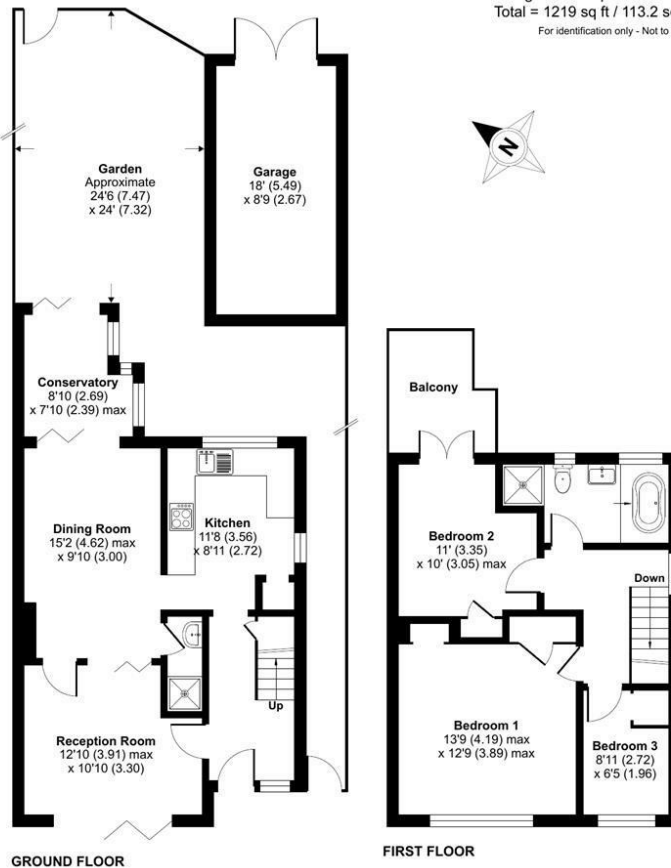 Total = 1219 sq ft / 113.2
For identification only - Not to
Garden
Approximate
24'6 (7.47)
x 24' (7.32)
Garage
18' (5.49)
x 8'9 (2.67)
N
Conservatory
8'10 (2.69)
x 7'10 (2.39) max
Balcony
Dining Room
15'2 (4.62) max
x 9'10 (3.00)
Kitchen
11'8 (3.56)
x 8'11 (2.72)
Bedroom 2
11' (3.35)
x 10' (3.05) max
Down
Up
Reception Room
12'10 (3.91) max
x 10'10 (3.30)
Bedroom 1
13'9 (4.19) max
x 12'9 (3.89) max
Bedroom 3
8'11 (2.72)
x 6'5 (1.96)
GROUND FLOOR
FIRST FLOOR